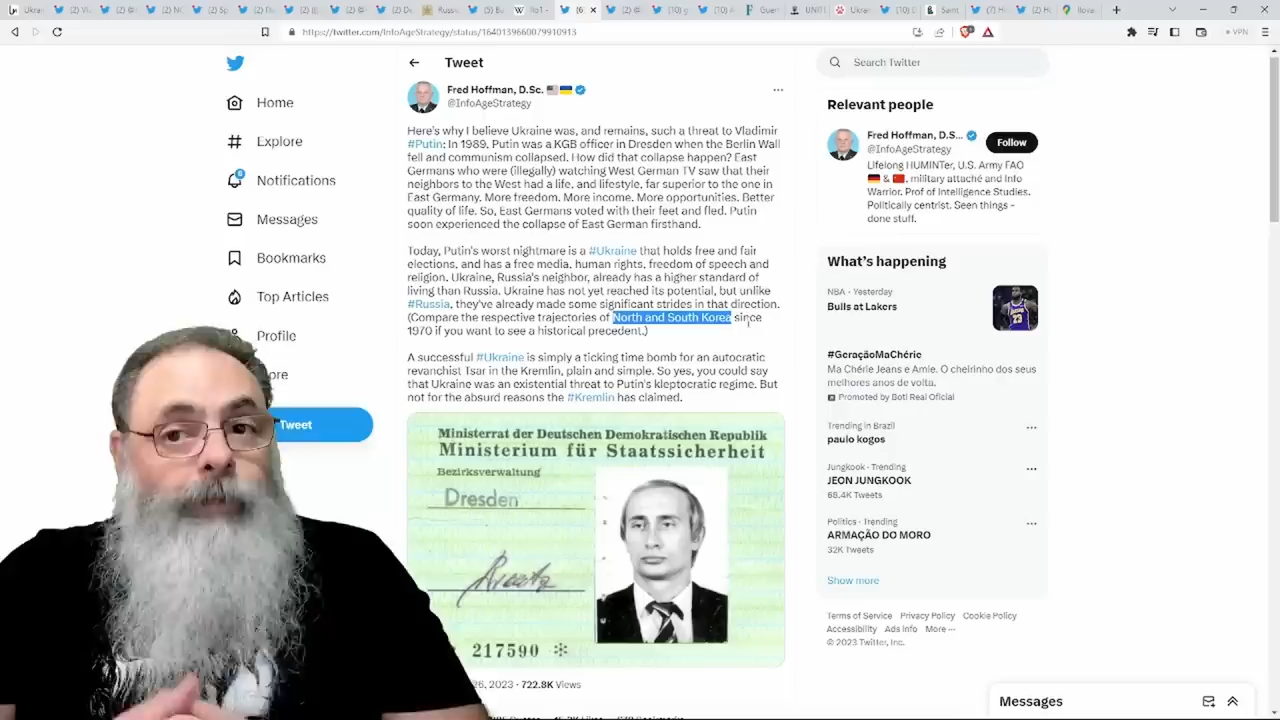 https://twitter.com/InfoAgeStrategy/status/1640139660079910913
VPN
Home
Explore
6
Notifications
Messages
Bookmarks
Top Articles
Profile
Tweet
Tweet
Fred Hoffman, D.Sc.
@InfoAgeStrategy
Here's why I believe Ukraine was, and remains, such a threat to Vladimir
#Putin: In 1989, Putin was a KGB officer in Dresden when the Berlin Wall
fell and communism collapsed. How did that collapse happen? East
Germans who were (illegally) watching West German TV saw that their
neighbors to the West had a life, and lifestyle, far superior to the one in
East Germany. More freedom. More income. More opportunities. Better
quality of life. So, East Germans voted with their feet and fled. Putin
soon experienced the collapse of East German firsthand.
Today, Putin's worst nightmare is a #Ukraine that holds free and fair
elections, and has a free media, human rights, freedom of speech and
religion. Ukraine, Russia's neighbor, already has a higher standard of
living than Russia. Ukraine has not yet reached its potential, but unlike
#Russia, they've already made some significant strides in that direction.
(Compare the respective trajectories of North and South Korea since
1970 if you want to see a historical precedent.)
A successful #Ukraine is simply a ticking time bomb for an autocratic
revanchist Tsar in the Kremlin, plain and simple. So yes, you could say
that Ukraine was an existential threat to Putin's kleptocratic regime. But
not for the absurd reasons the #Kremlin has claimed.
Ministerrat der Deutschen Demokratischen Republik
Ministerium für Staatssicherheit
Bezirksverwaltung
Dresden
217590
26, 2023 · 722.8K Views
Search Twitter
Relevant people
Fred Hoffman, D.S...
@InfoAgeStrategy
Follow
Lifelong HUMINTer, U.S. Army FAO
& , military attaché and Info
Warrior. Prof of Intelligence Studies.
Politically centrist. Seen things -
done stuff.
What's happening
NBA · Yesterday
Bulls at Lakers
#GeraçãoMaChérie
Ma Chérie Jeans e Amie. O cheirinho dos seus
melhores anos de volta.
Promoted by Boti Real Oficial
Trending in Brazil
paulo kogos
Jungkook · Trending
JEON JUNGKOOK
Tweets
Politics · Trending
ARMAÇÃO DO MORO
32K Tweets
Show more
Terms of Service Privacy Policy Cookie Policy
Accessibility Ads info More ···
© 2023 Twitter, Inc.
Messages